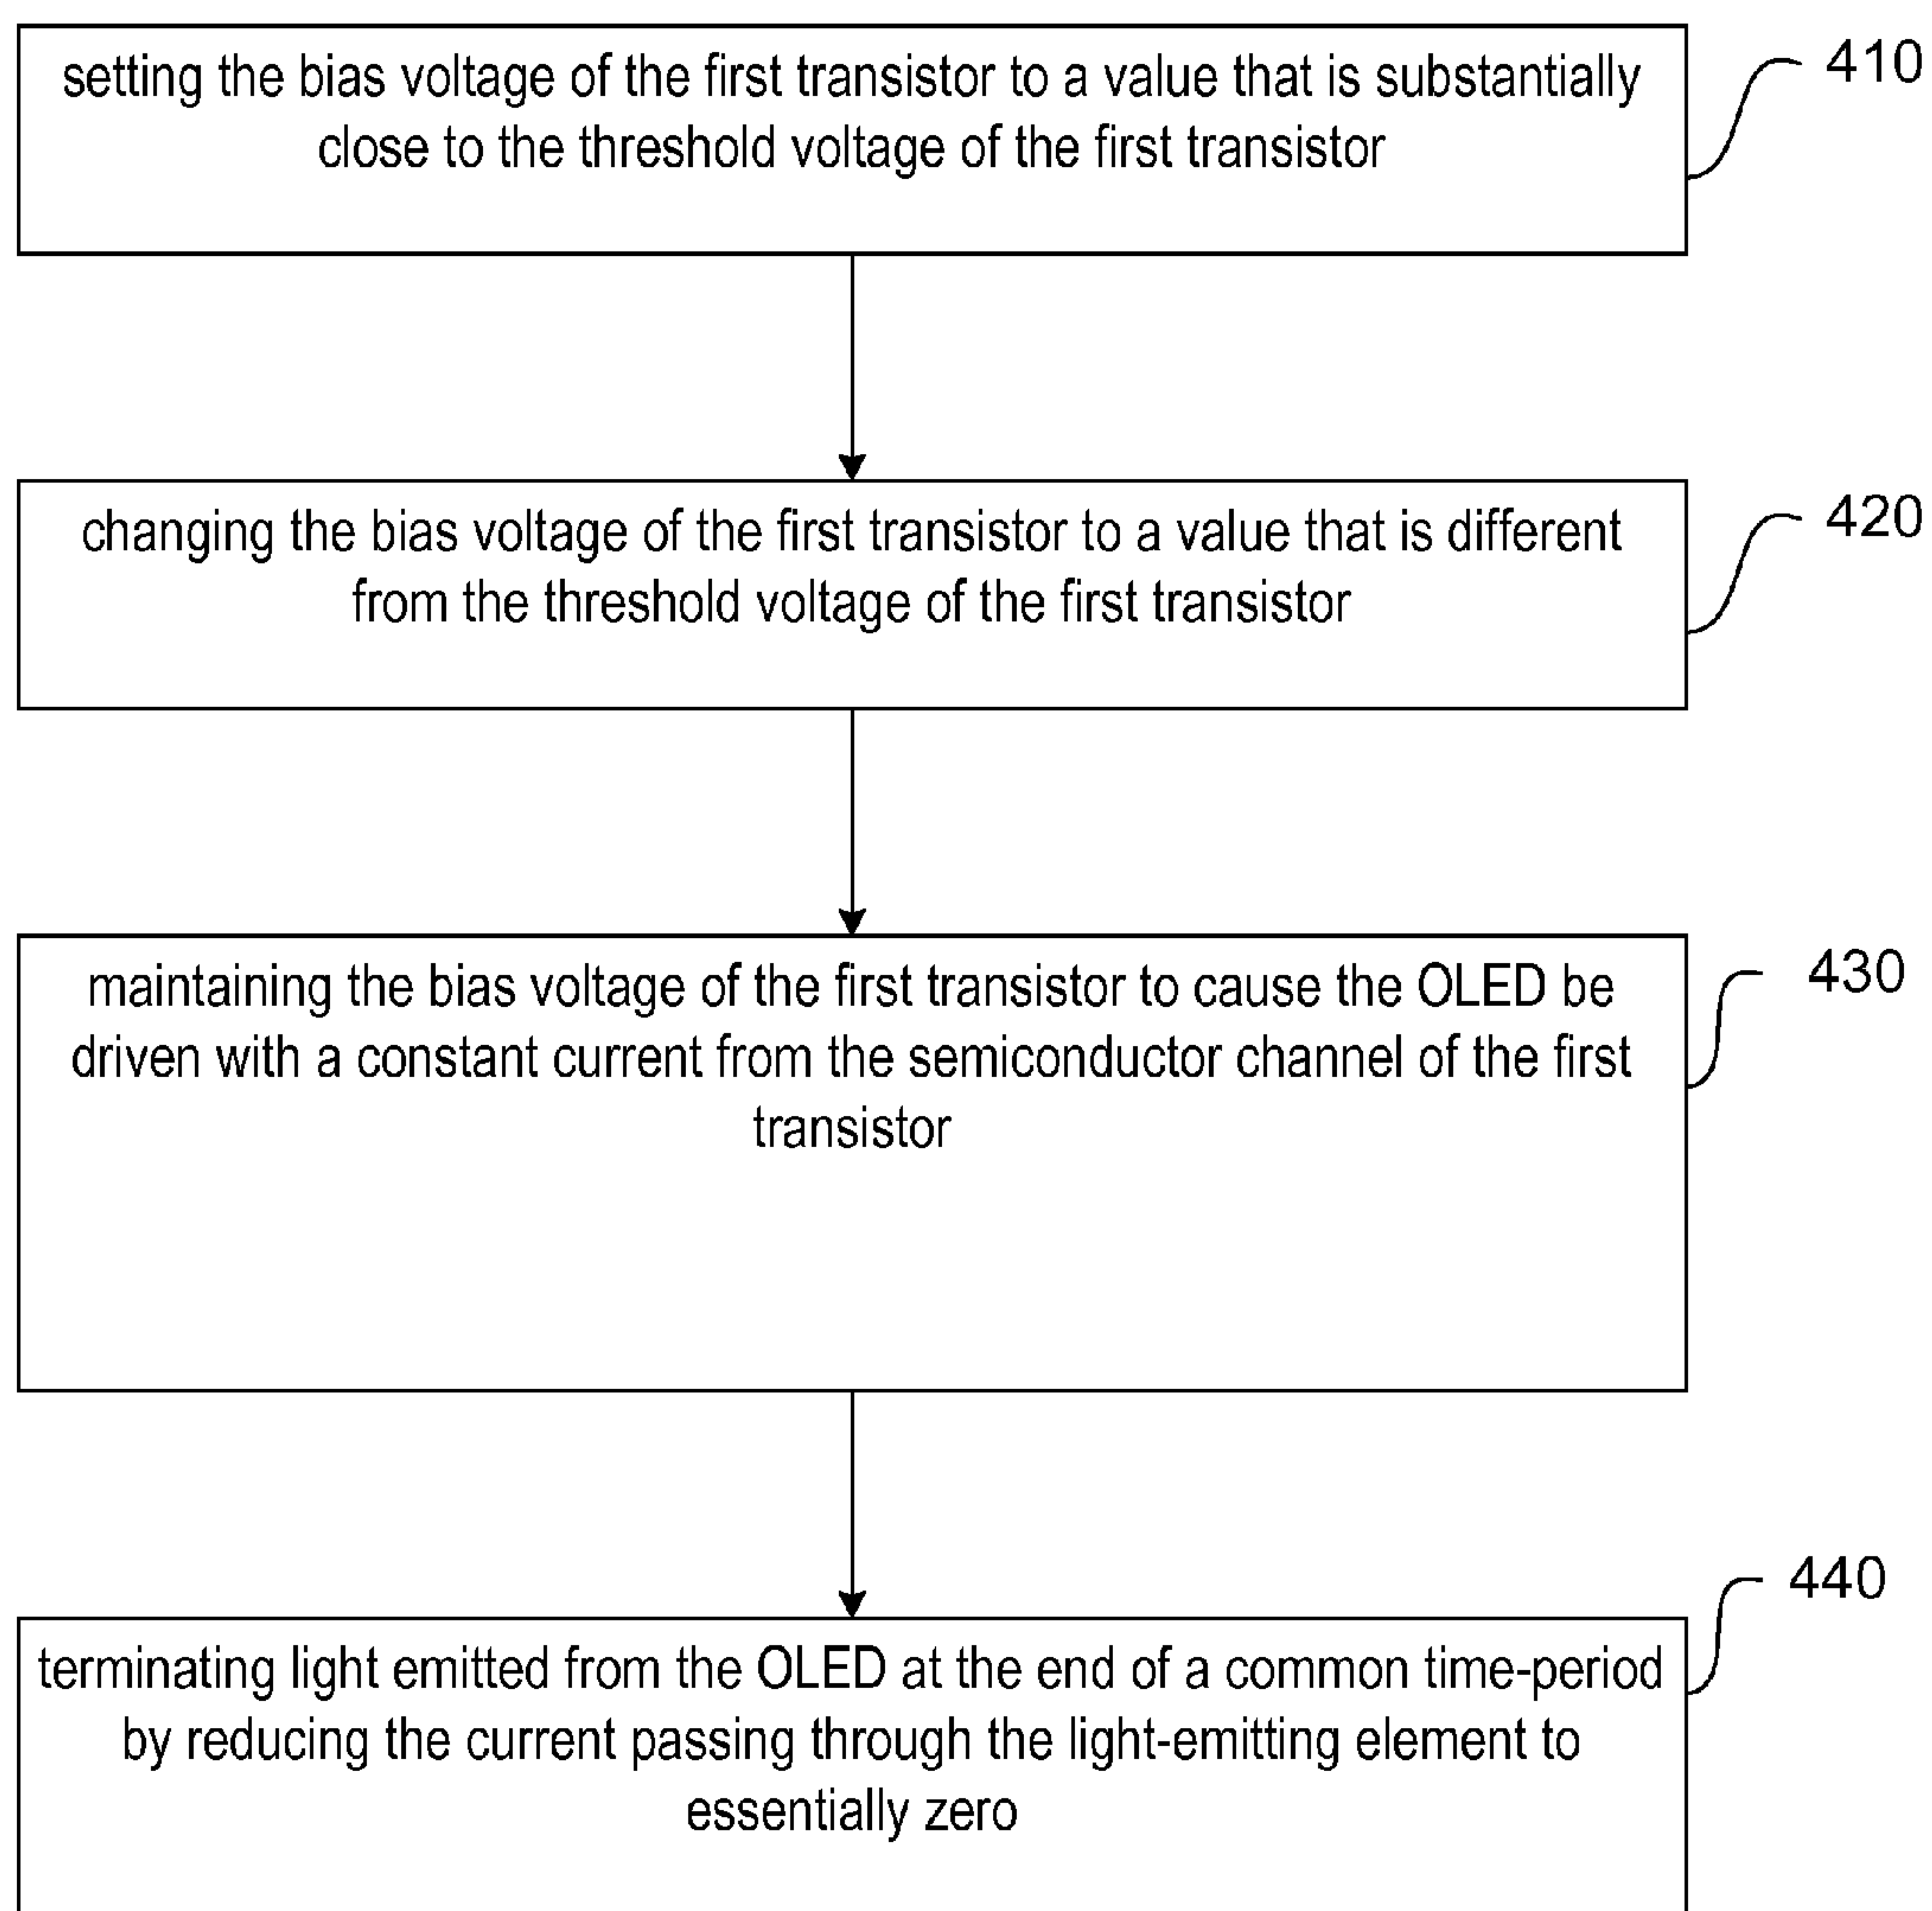 setting the bias voltage of the first transistor to a value that is substantially
close to the threshold voltage of the first transistor
410
changing the bias voltage of the first transistor to a value that is different
from the threshold voltage of the first transistor
420
maintaining the bias voltage of the first transistor to cause the OLED be
driven with a constant current from the semiconductor channel of the first
transistor
430
terminating light emitted from the OLED at the end of a common time-period
by reducing the current passing through the light-emitting element to
essentially zero
440